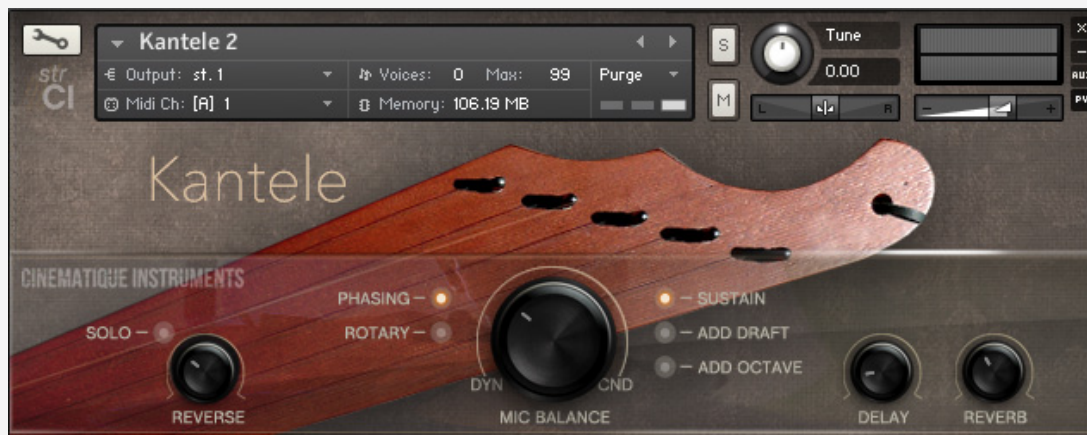 Kantele 2
S
Tune
Output: st. 1
Voices: 0 Max: 99
Purge
0.00
str
CI
Midi Ch: [A] 1
Memory: 106.19 MB
M
L
R
- +
x
-
AUX
PV
Kantele
CINEMATIQUE INSTRUMENTS
PHASING
SUSTAIN
SOLO
ROTARY
ADD DRAFT
ADD OCTAVE
DYN
CND
REVERSE
MIC BALANCE
DELAY
REVERB